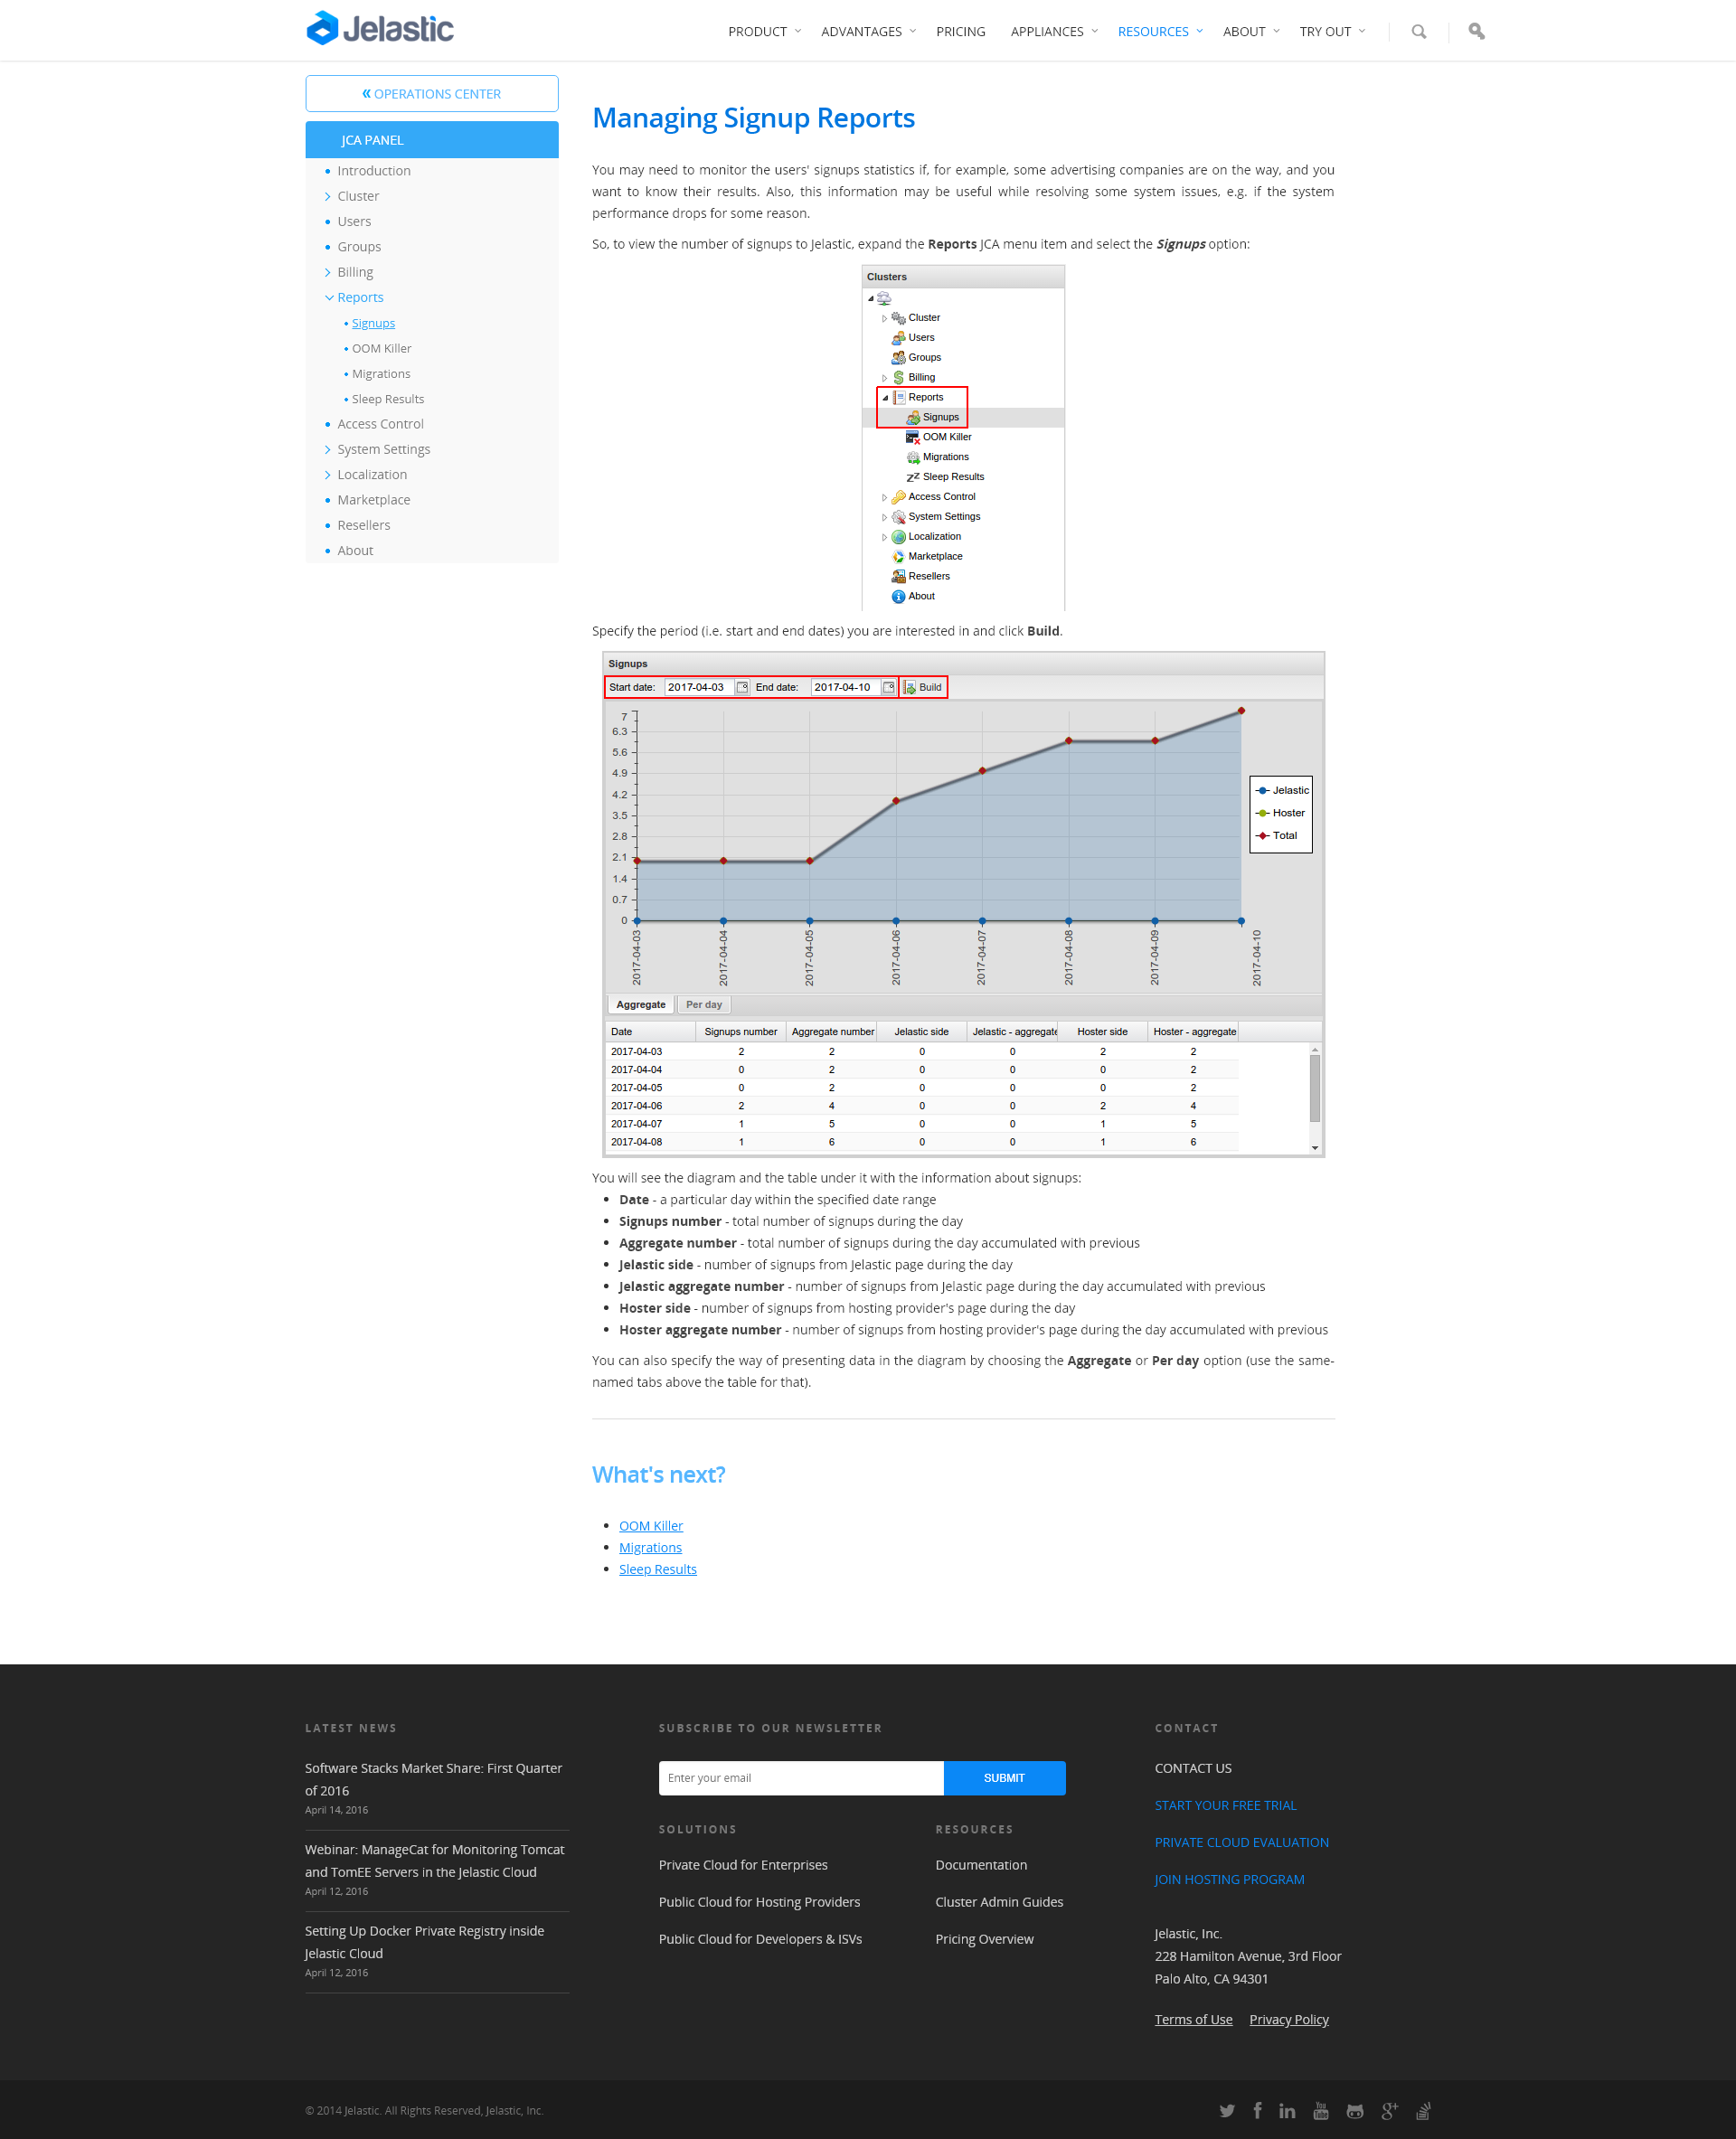 Jelastic
PRODUCT
ADVANTAGES
PRICING
APPLIANCES
RESOURCES
ABOUT
TRY OUT
« OPERATIONS CENTER
JCA PANEL
Introduction
Cluster
Users
Groups
Billing
Reports
Signups
OOM Killer
Migrations
Sleep Results
Access Control
System Settings
Localization
Marketplace
Resellers
About
Managing Signup Reports
You may need to monitor the users' signups statistics if, for example, some advertising companies are on the way, and you
want to know their results. Also, this information may be useful while resolving some system issues, e.g. if the system
performance drops for some reason.
So, to view the number of signups to Jelastic, expand the Reports JCA menu item and select the Signups option:
Clusters
Cluster
Users
Groups
Billing
Reports
Signups
OOM Killer
Migrations
Sleep Results
Access Control
System Settings
Localization
Marketplace
Resellers
About
Specify the period (i.e. start and end dates) you are interested in and click Build.
Signups
Start date: 2017-04-03 End date: 2017-04-10 Build
7
6.3
5.6
4.9
4.2
3.5
2.8
2.1
1.4
0.7
0
Jelastic
Hoster
Total
2017-04-03
2017-04-04
2017-04-05
2017-04-06
2017-04-07
2017-04-08
2017-04-09
2017-04-10
Aggregate Per day
Date Signups number Aggregate number Jelastic side Jelastic - aggregate Hoster side Hoster - aggregate
2017-04-03 2 2 0 0 2 2
2017-04-04 0 2 0 0 0 2
2017-04-05 0 2 0 0 0 2
2017-04-06 2 4 0 0 2 4
2017-04-07 1 5 0 0 1 5
2017-04-08 1 6 0 0 1 6
You will see the diagram and the table under it with the information about signups:
Date - a particular day within the specified date range
Signups number - total number of signups during the day
Aggregate number - total number of signups during the day accumulated with previous
Jelastic side - number of signups from Jelastic page during the day
Jelastic aggregate number - number of signups from Jelastic page during the day accumulated with previous
Hoster side - number of signups from hosting provider's page during the day
Hoster aggregate number - number of signups from hosting provider's page during the day accumulated with previous
You can also specify the way of presenting data in the diagram by choosing the Aggregate or Per day option (use the same-
named tabs above the table for that).
What's next?
OOM Killer
Migrations
Sleep Results
LATEST NEWS
Software Stacks Market Share: First Quarter
of 2016
April 14, 2016
Webinar: ManageCat for Monitoring Tomcat
and TomEE Servers in the Jelastic Cloud
April 12, 2016
Setting Up Docker Private Registry inside
Jelastic Cloud
April 12, 2016
SUBSCRIBE TO OUR NEWSLETTER
Enter your email
SUBMIT
SOLUTIONS
Private Cloud for Enterprises
Public Cloud for Hosting Providers
Public Cloud for Developers & ISVs
RESOURCES
Documentation
Cluster Admin Guides
Pricing Overview
CONTACT
CONTACT US
START YOUR FREE TRIAL
PRIVATE CLOUD EVALUATION
JOIN HOSTING PROGRAM
Jelastic, Inc.
228 Hamilton Avenue, 3rd Floor
Palo Alto, CA 94301
Terms of Use Privacy Policy
© 2014 Jelastic. All Rights Reserved, Jelastic, Inc.